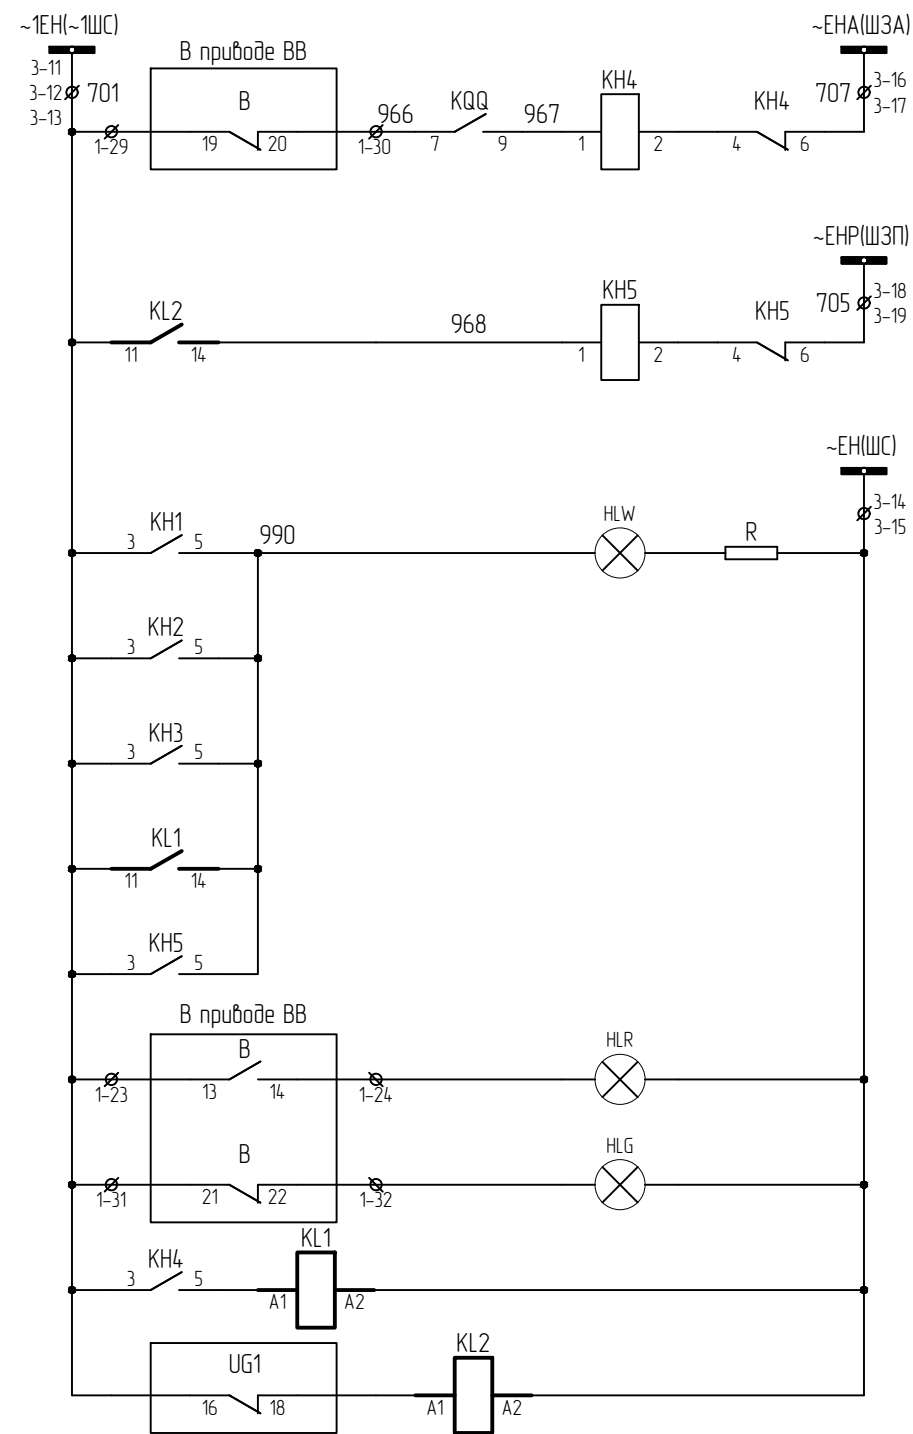 ~1ЕН(~1ШС)
~ЕНА(ШЗА)
3-11
3-12
3-13
701
В приводе ВВ
В
19 20
1-29
1-30
966
KQQ
7 9
967
KH4
1 2
KH4
4 6
707
3-16
3-17
~ЕНР(ШЗП)
705
3-18
3-19
KL2
11 14
968
KH5
1 2
KH5
4 6
~ЕН(ШС)
3-14
3-15
KH1
3 5
990
HLW
R
KH2
3 5
KH3
3 5
KL1
11 14
KH5
3 5
В приводе ВВ
В
13 14
1-23
1-24
HLR
В
21 22
1-31
1-32
HLG
KH4
3 5
KL1
A1 A2
UG1
16 18
KL2
A1 A2